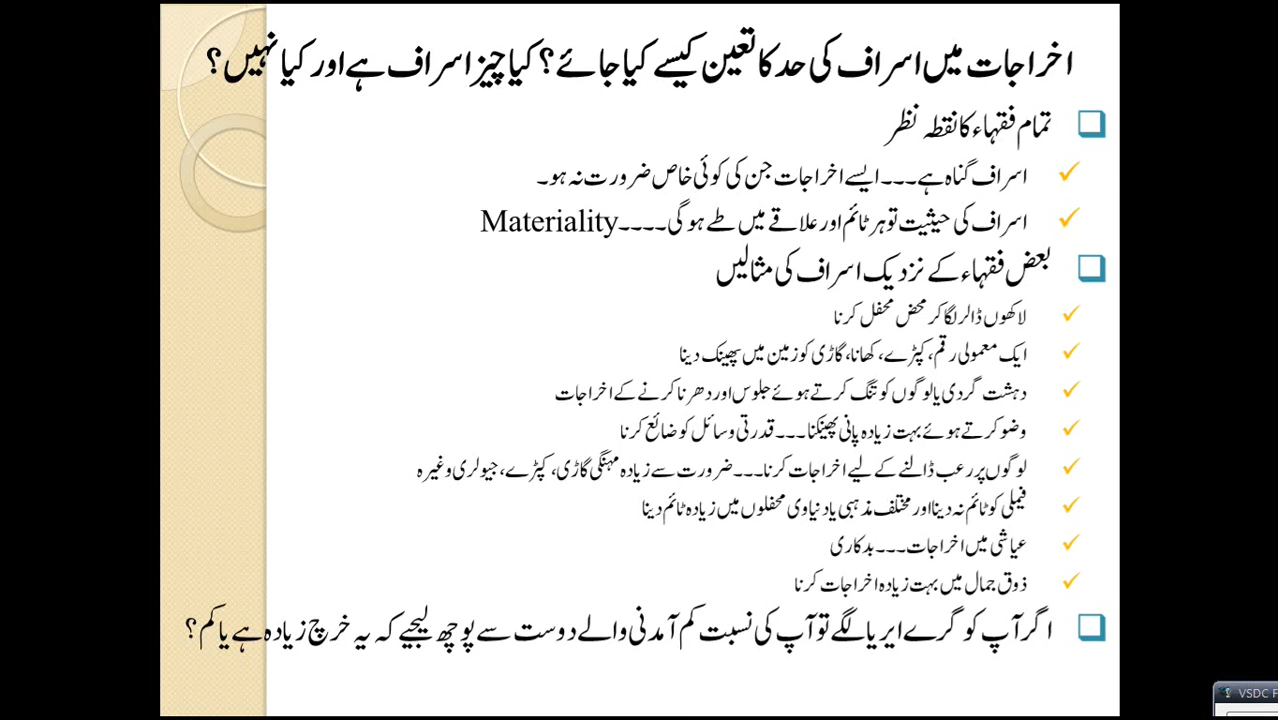 اخراجات میں اسراف کی حد کا تعین کیسے کیا جائے؟ کیا چیز اسراف ہے اور کیا نہیں؟
تمام فقہاء کا نقطہ نظر
اسراف گناہ ہے۔۔۔ ایسے اخراجات جن کی کوئی خاص ضرورت نہ ہو۔
اسراف کی حیثیت تو ہر ٹائم اور علاقے میں طے ہو گی۔۔۔۔Materiality
بعض فقہاء کے نزدیک اسراف کی مثالیں
لاکھوں ڈالر لگا کر محض محفل کرنا
ایک معمولی رقم، کپڑے، کھانا، گاڑی کو زمین میں پھینک دینا
دہشت گردی یا لوگوں کو تنگ کرتے ہوئے جلوس اور دھرنا کرنے کے اخراجات
وضو کرتے ہوئے بہت زیادہ پانی پھینکنا۔۔۔ قدرتی وسائل کو ضائع کرنا
لوگوں پر رعب ڈالنے کے لیے اخراجات کرنا۔۔۔ ضرورت سے زیادہ مہنگی گاڑی، کپڑے، جیولری وغیرہ
فیملی کو ٹائم نہ دینا اور مختلف مذہبی یا دنیاوی محفلوں میں زیادہ ٹائم دینا
عیاشی میں اخراجات۔۔۔ بدکاری
ذوق جمال میں بہت زیادہ اخراجات کرنا
اگر آپ کو گرے ایریا لگے تو آپ کی نسبت کم آمدنی والے دوست سے پوچھ لیجیے کہ یہ خرچ زیادہ ہے یا کم؟
VSDC F